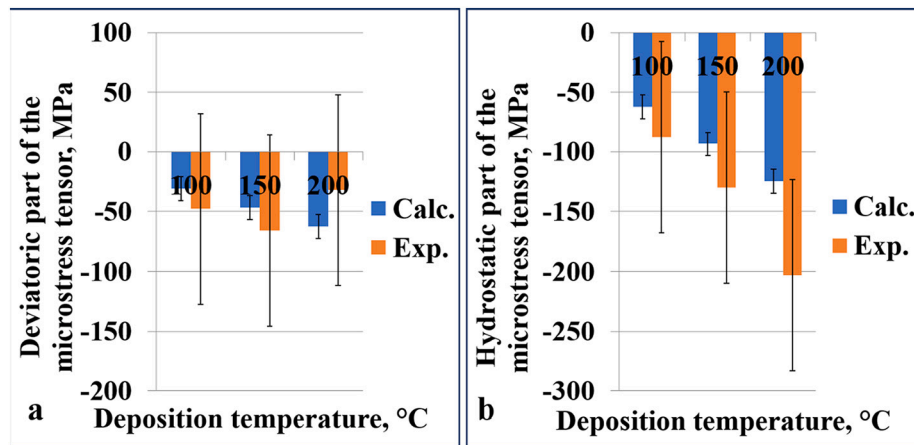 Deviatoric part of the
microstress tensor, MPa
100
50
0
-50
-100
-150
-200
100 150 200
Calc.
Exp.
a
Deposition temperature, °C
Hydrostatic part of the
microstress tensor, MPa
0
-50
-100
-150
-200
-250
-300
100 150 200
Calc.
Exp.
b
Deposition temperature, °C